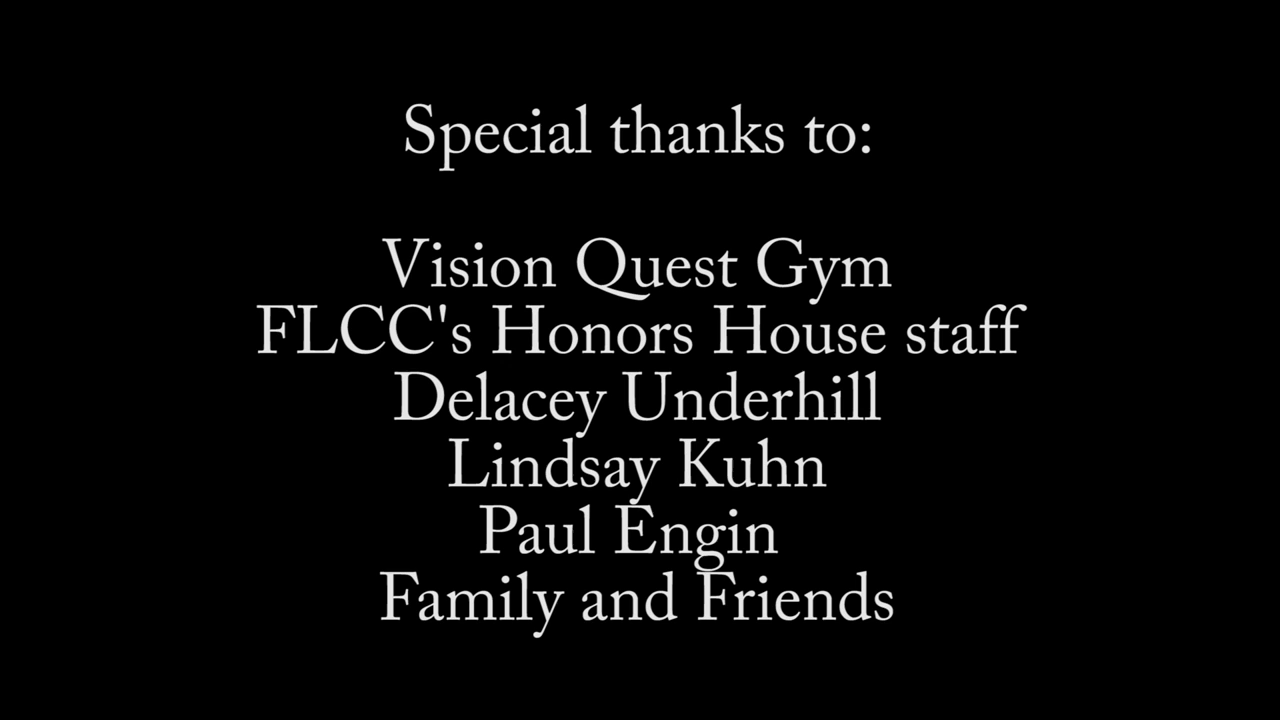 Special thanks to:
Vision Quest Gym
FLCC's Honors House staff
Delacey Underhill
Lindsay Kuhn
Paul Engin
Family and Friends